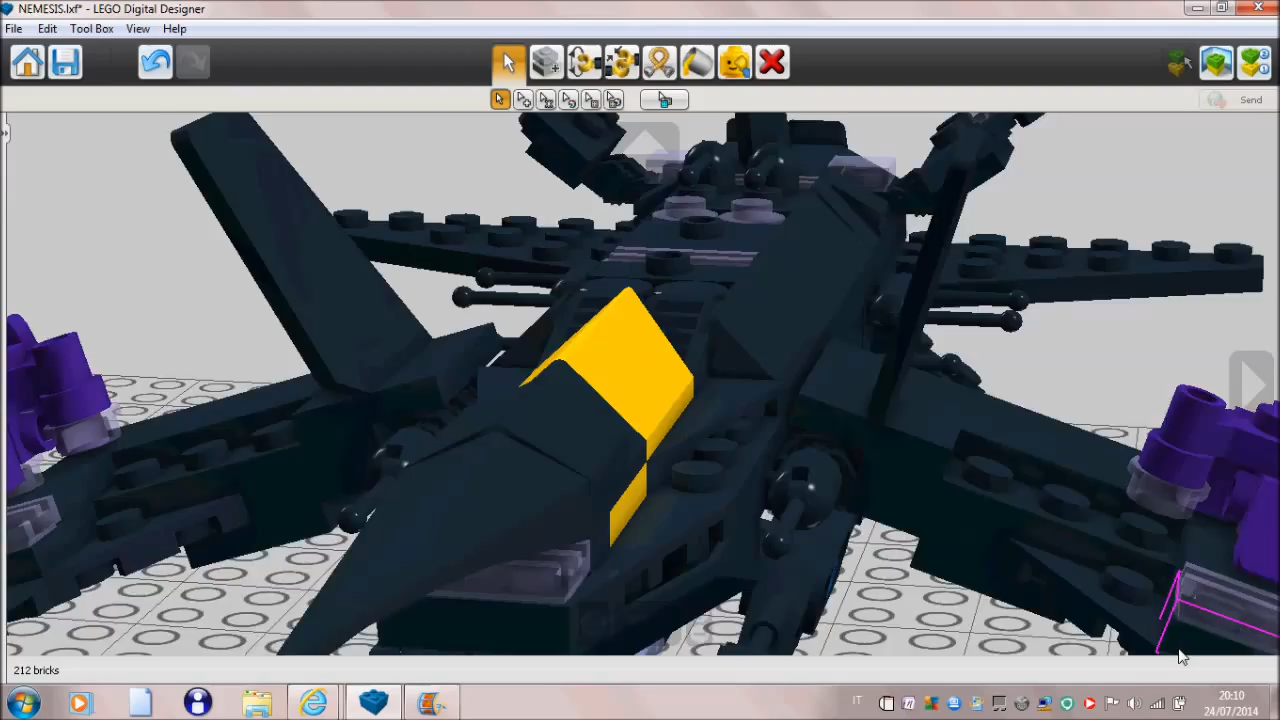 NEMESIS.lxf* - LEGO Digital Designer
File Edit Tool Box View Help
Send
212 bricks
IT
20:10
24/07/2014